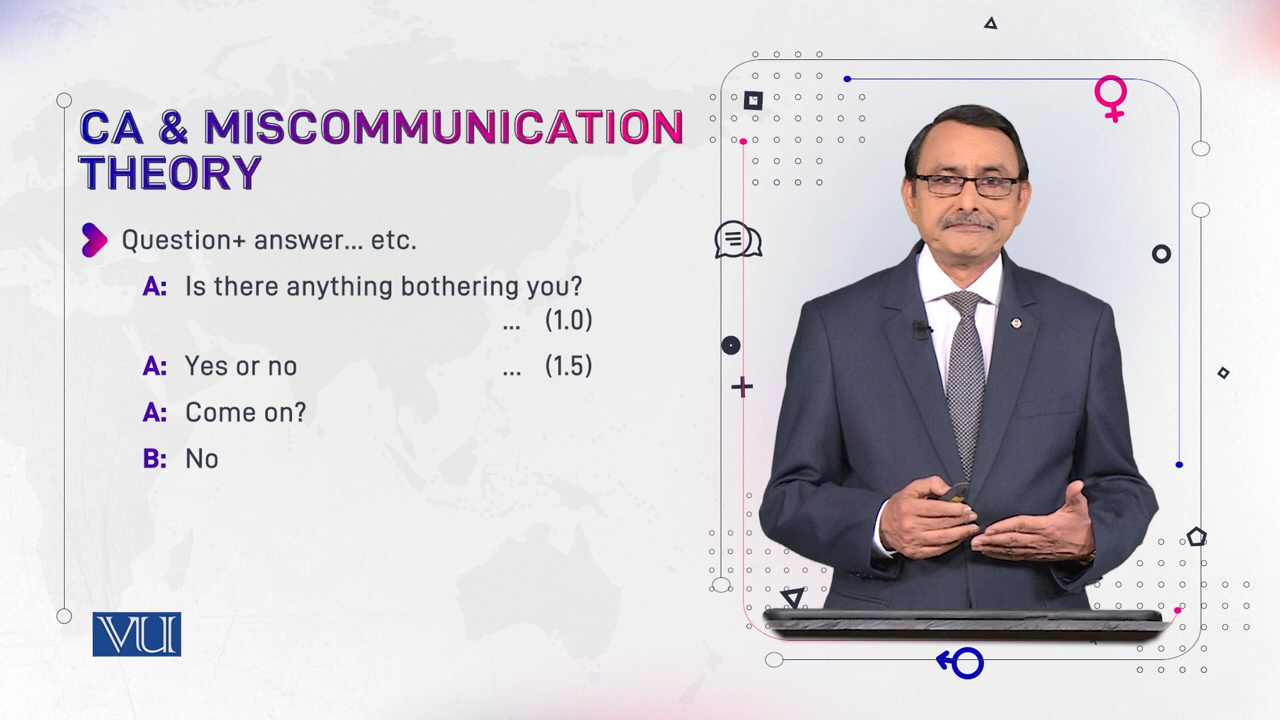 CA & MISCOMMUNICATION
THEORY
Question+ answer... etc.
A: Is there anything bothering you?
... (1.0)
A: Yes or no ... (1.5)
A: Come on?
B: No
VU